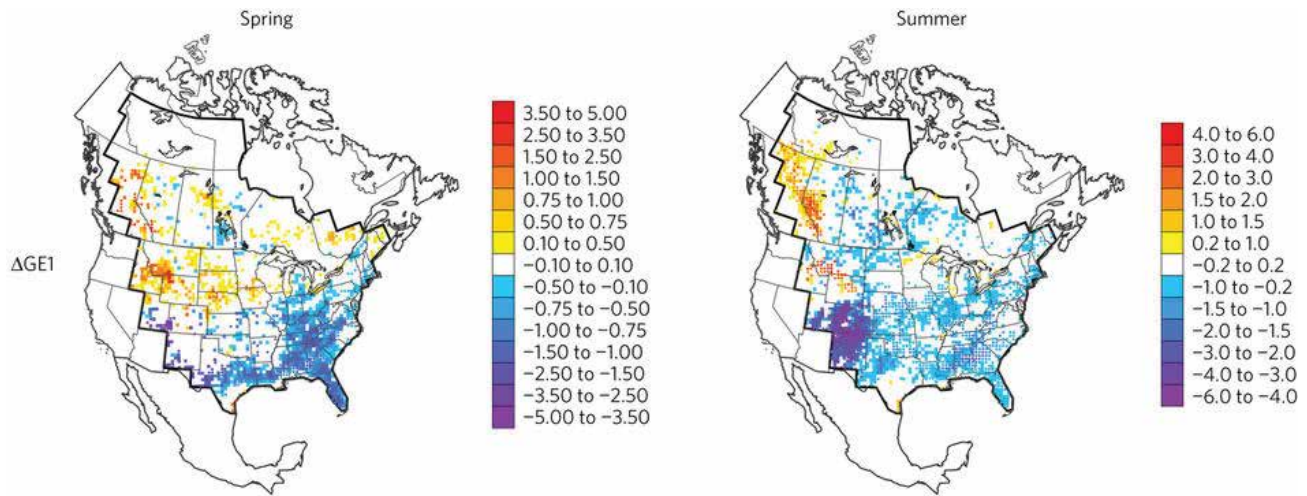 Spring
Summer
ΔGE1
3.50 to 5.00
2.50 to 3.50
1.50 to 2.50
1.00 to 1.50
0.75 to 1.00
0.50 to 0.75
0.10 to 0.50
−0.10 to 0.10
−0.50 to −0.10
−0.75 to −0.50
−1.00 to −0.75
−1.50 to −1.00
−2.50 to −1.50
−3.50 to −2.50
−5.00 to −3.50
4.0 to 6.0
3.0 to 4.0
2.0 to 3.0
1.5 to 2.0
1.0 to 1.5
0.2 to 1.0
−0.2 to 0.2
−1.0 to −0.2
−1.5 to −1.0
−2.0 to −1.5
−3.0 to −2.0
−4.0 to −3.0
−6.0 to −4.0